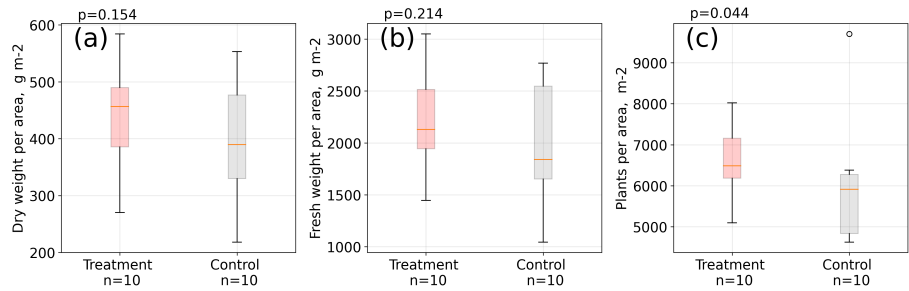 p=0.154
(a)
Dry weight per area,  g m-2
600
500
400
300
200
Treatment
n=10
Control
n=10
p=0.214
(b)
Fresh weight per area,  g m-2
3000
2500
2000
1500
1000
Treatment
n=10
Control
n=10
p=0.044
(c)
Plants per area,  m-2
9000
8000
7000
6000
5000
Treatment
n=10
Control
n=10